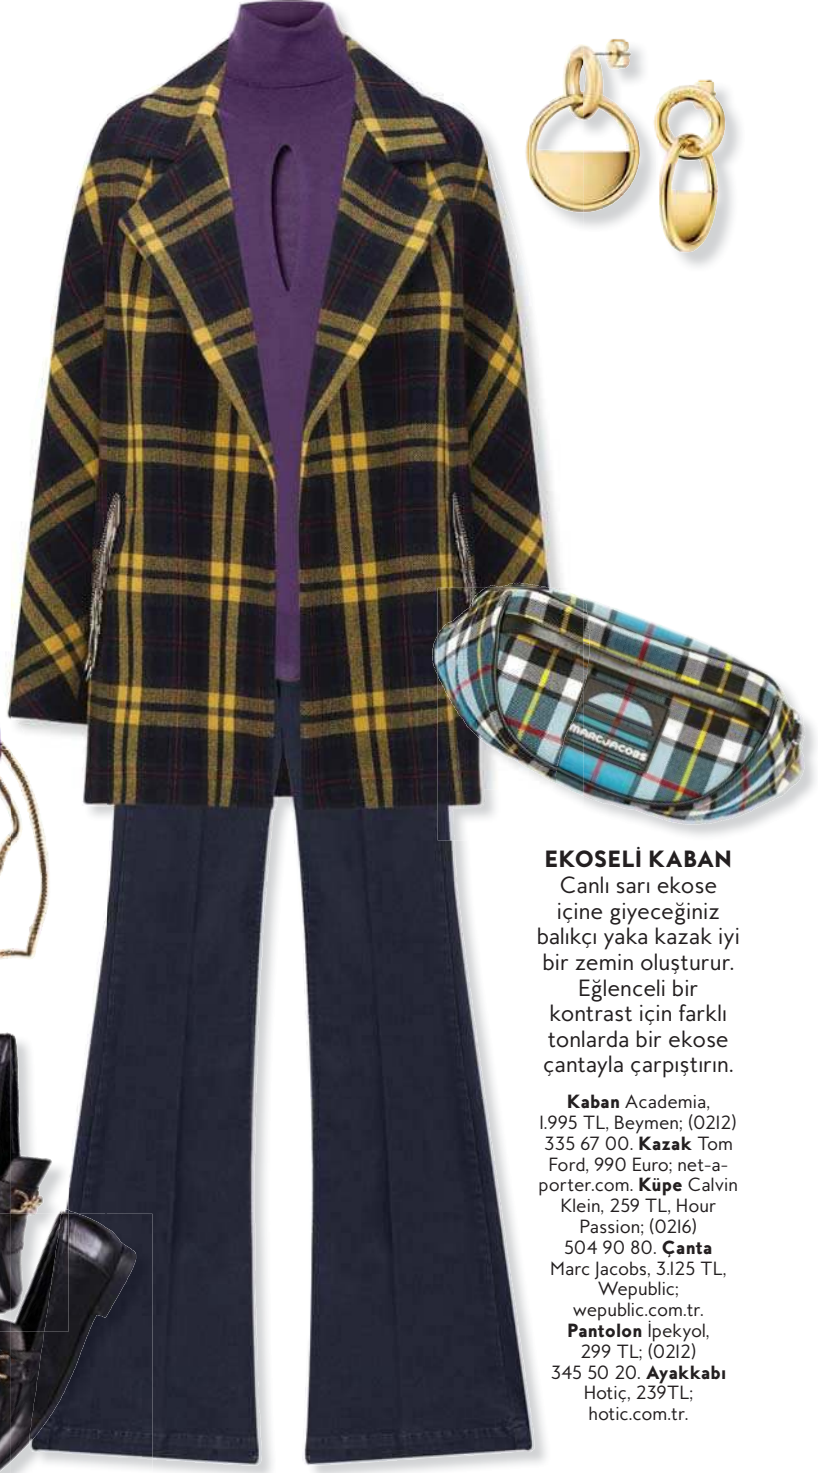 MARC JACOBS
EKOSELİ KABAN
Canlı sarı ekose
içine giyeceğiniz
balıkçı yaka kazak iyi
bir zemin oluşturur.
Eğlenceli bir
kontrast için farklı
tonlarda bir ekose
çantayla çarpıştırın.
Kaban Academia,
1.995 TL, Beymen; (0212)
335 67 00. Kazak Tom
Ford, 990 Euro; net-a-
porter.com. Küpe Calvin
Klein, 259 TL, Hour
Passion; (0216)
504 90 80. Çanta
Marc Jacobs, 3.125 TL,
Wepublic;
wepublic.com.tr.
Pantolon İpekyol,
299 TL; (0212)
345 50 20. Ayakkabı
Hotiç, 239TL;
hotic.com.tr.